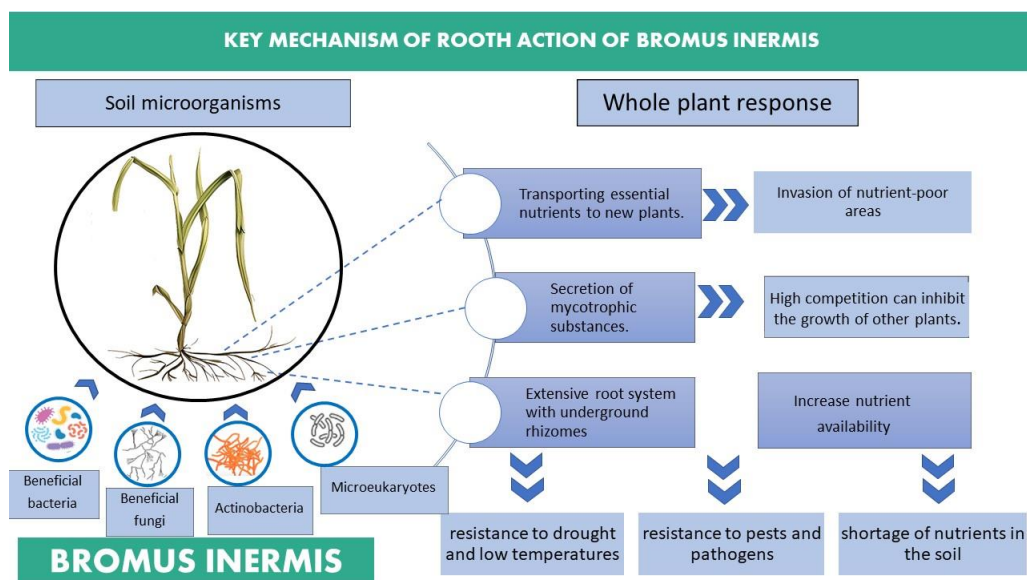 KEY MECHANISM OF ROOTH ACTION OF BROMUS INERMIS
Soil microorganisms
Whole plant response
Transporting essential
nutrients to new plants.
Invasion of nutrient-poor
areas
Secretion of
mycotrophic
substances.
High competition can inhibit
the growth of other plants.
Extensive root system
with underground
rhizomes
Increase nutrient
availability
Beneficial
bacteria
Beneficial
fungi
Actinobacteria
Microeukaryotes
resistance to drought
and low temperatures
resistance to pests and
pathogens
shortage of nutrients in
the soil
BROMUS INERMIS